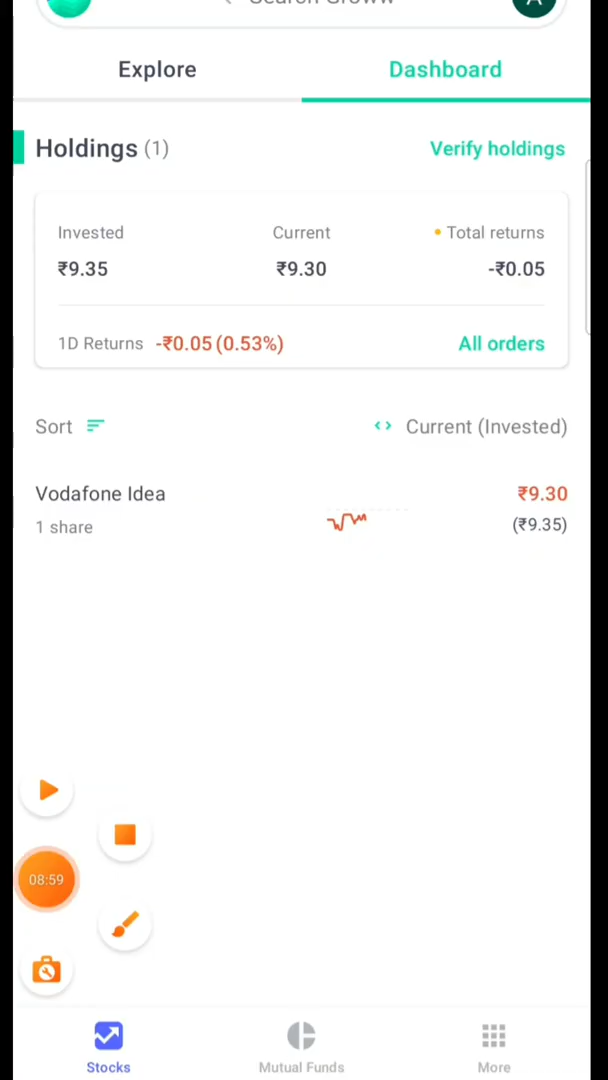 Search Groww
A
Explore Dashboard
Holdings (1) Verify holdings
Invested Current Total returns
₹9.35 ₹9.30 -₹0.05
1D Returns -₹0.05 (0.53%) All orders
Sort Current (Invested)
Vodafone Idea ₹9.30
1 share (₹9.35)
08:59
Stocks Mutual Funds More